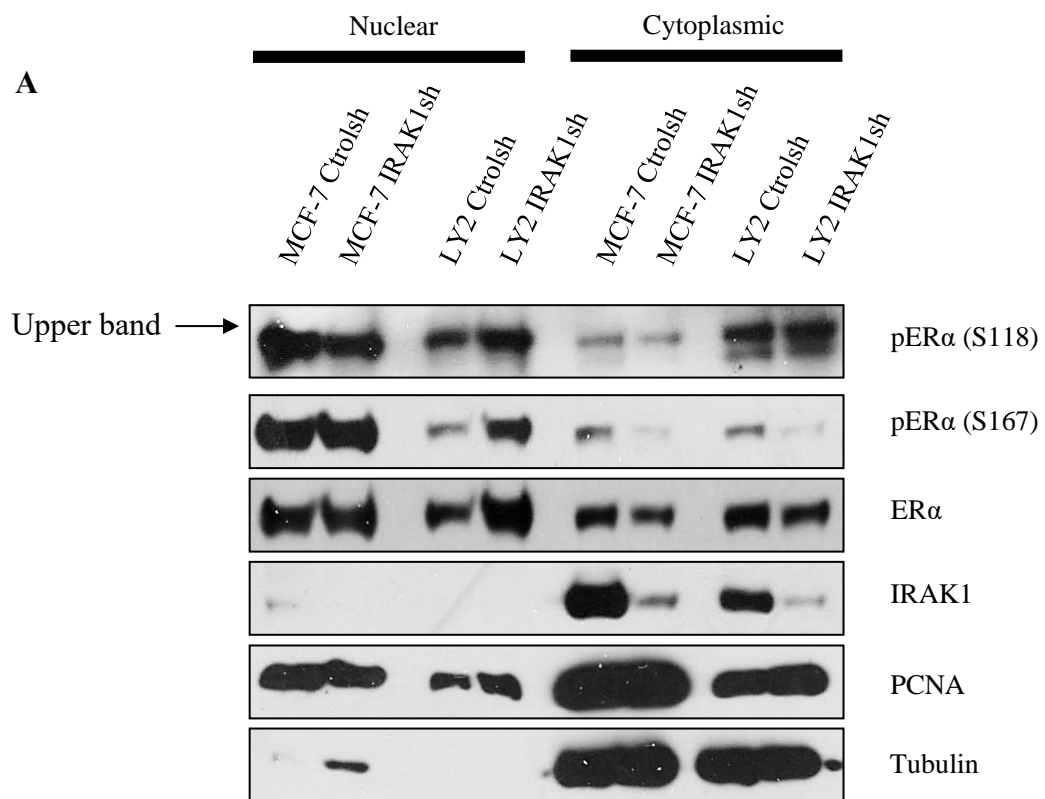 Nuclear
Cytoplasmic
A
MCF-7 Ctrolsh
MCF-7 IRAK1sh
LY2 Ctrolsh
LY2 IRAK1sh
MCF-7 Ctrolsh
MCF-7 IRAK1sh
LY2 Ctrolsh
LY2 IRAK1sh
Upper band
pERα (S118)
pERα (S167)
ERα
IRAK1
PCNA
Tubulin